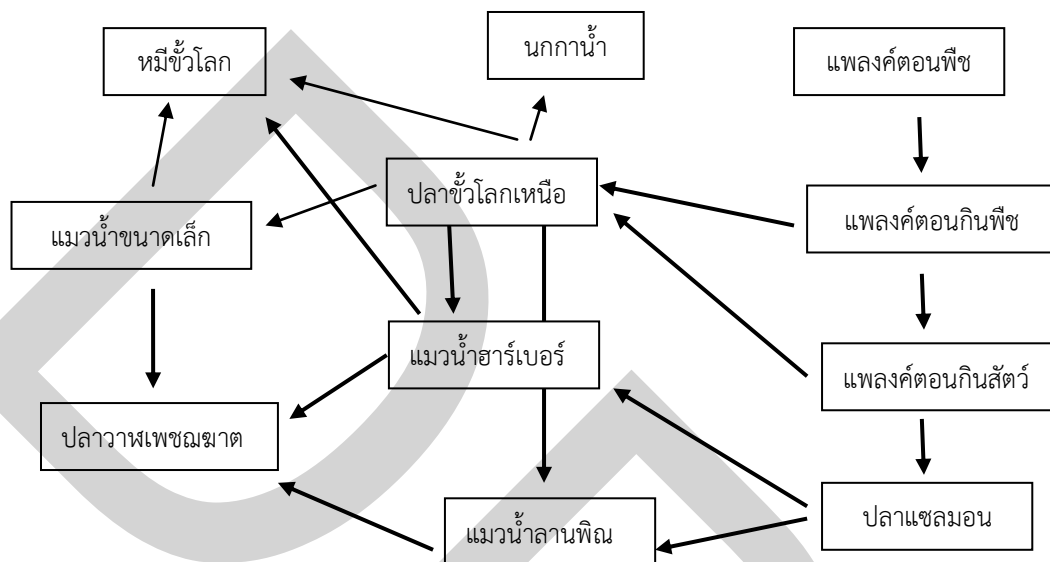 หมีขั้วโลก
นกกาน้ำ
แพลงค์ตอนพืช
ปลาขั้วโลกเหนือ
แพลงค์ตอนกินพืช
แมวน้ำขนาดเล็ก
แมวน้ำฮาร์เบอร์
แพลงค์ตอนกินสัตว์
ปลาวาฬเพชฌฆาต
แมวน้ำลานพิณ
ปลาแซลมอน